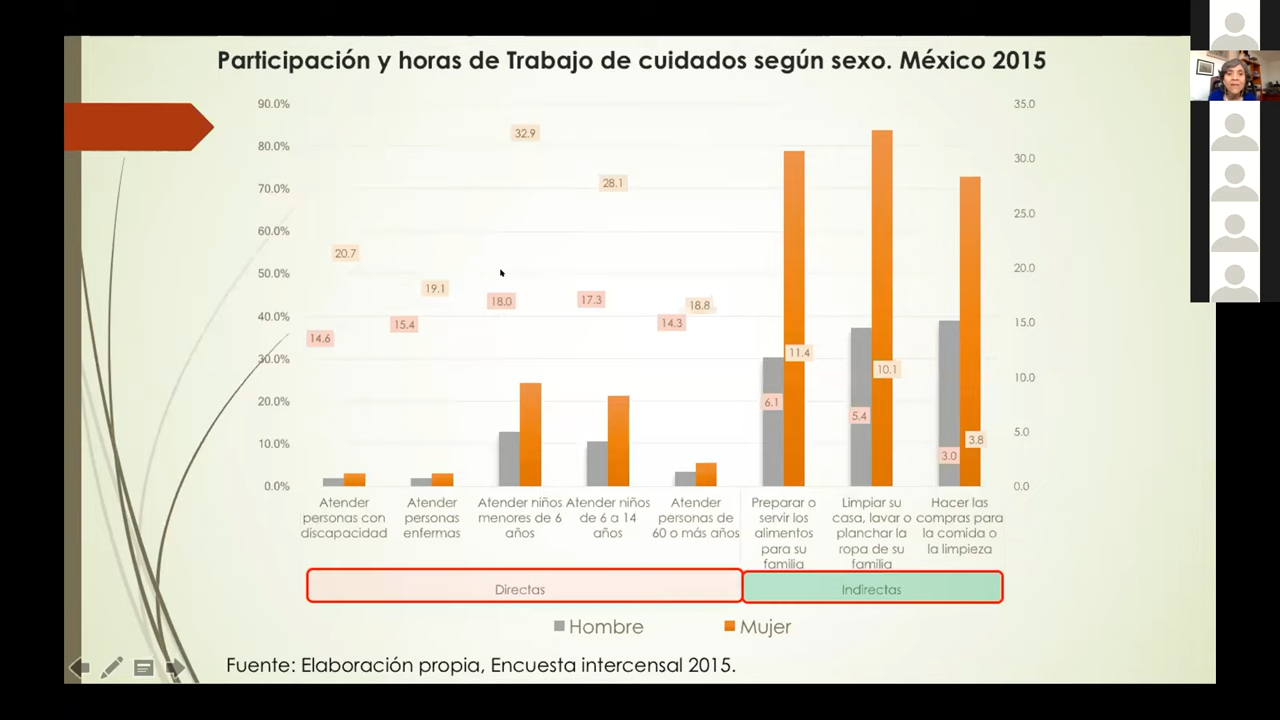 Participación y horas de Trabajo de cuidados según sexo. México 2015
90.0%
80.0%
70.0%
60.0%
50.0%
40.0%
30.0%
20.0%
10.0%
0.0%
35.0
30.0
25.0
20.0
15.0
10.0
5.0
0.0
14.6
20.7
15.4
19.1
18.0
32.9
17.3
28.1
14.3
18.8
6.1
11.4
5.4
10.1
3.0
3.8
Atender
personas con
discapacidad
Atender
personas
enfermas
Atender niños
menores de 6
años
Atender niños
de 6 a 14
años
Atender
personas de
60 o más años
Preparar o
servir los
alimentos
para su
familia
Limpiar su
casa, lavar o
planchar la
ropa de su
familia
Hacer las
compras para
la comida o
la limpieza
Directas
Indirectas
Hombre
Mujer
Fuente: Elaboración propia, Encuesta intercensal 2015.